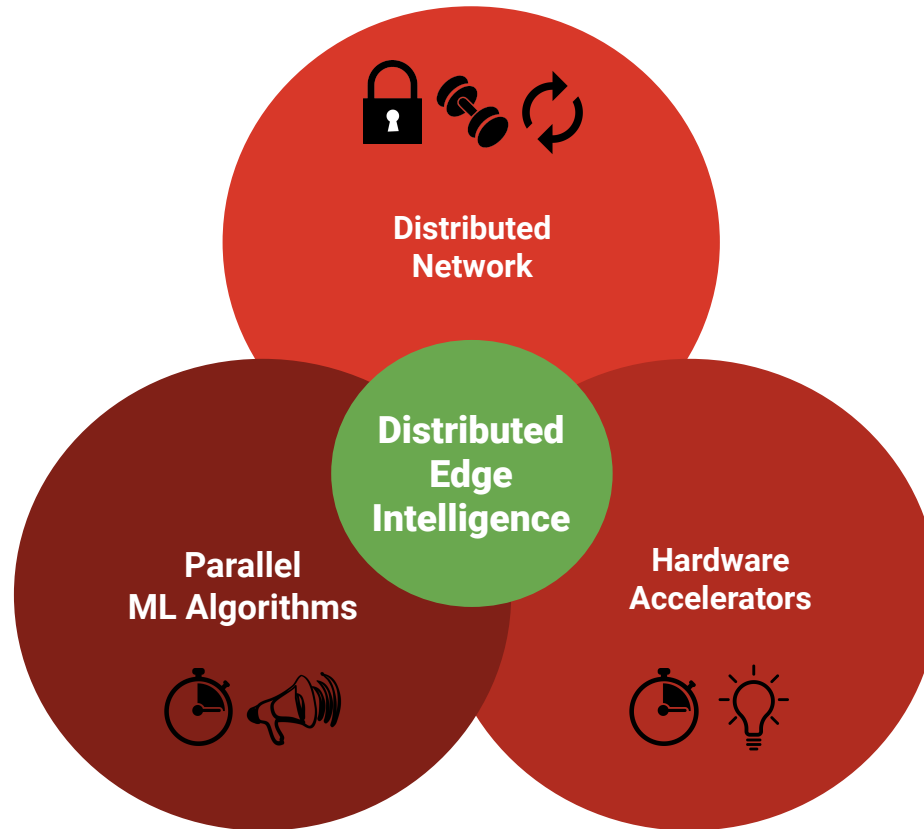 Distributed
Network
Distributed
Edge
Intelligence
Parallel
ML Algorithms
Hardware
Accelerators